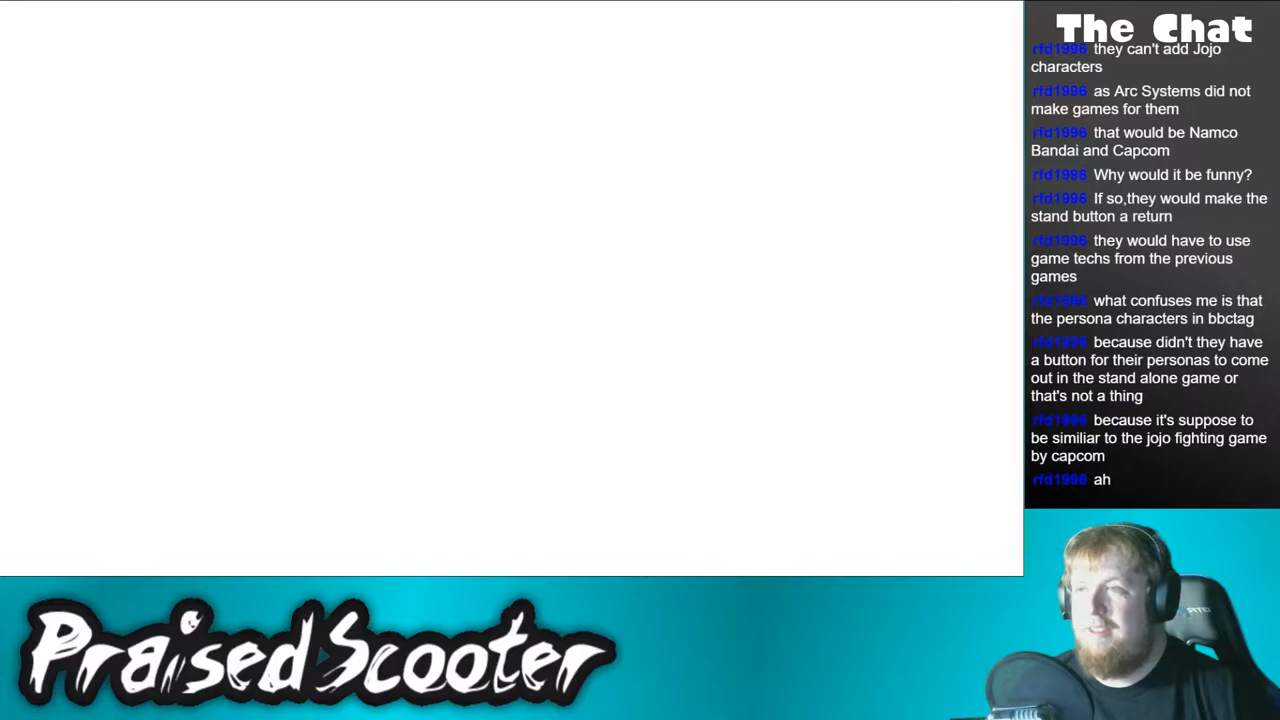 The Chat
rfd1996 they can't add Jojo
characters
rfd1996 as Arc Systems did not
make games for them
rfd1996 that would be Namco
Bandai and Capcom
rfd1996 Why would it be funny?
rfd1996 If so,they would make the
stand button a return
rfd1996 they would have to use
game techs from the previous
games
rfd1996 what confuses me is that
the persona characters in bbctag
rfd1996 because didn't they have
a button for their personas to come
out in the stand alone game or
that's not a thing
rfd1996 because it's suppose to
be similiar to the jojo fighting game
by capcom
rfd1996 ah
PraisedScooter